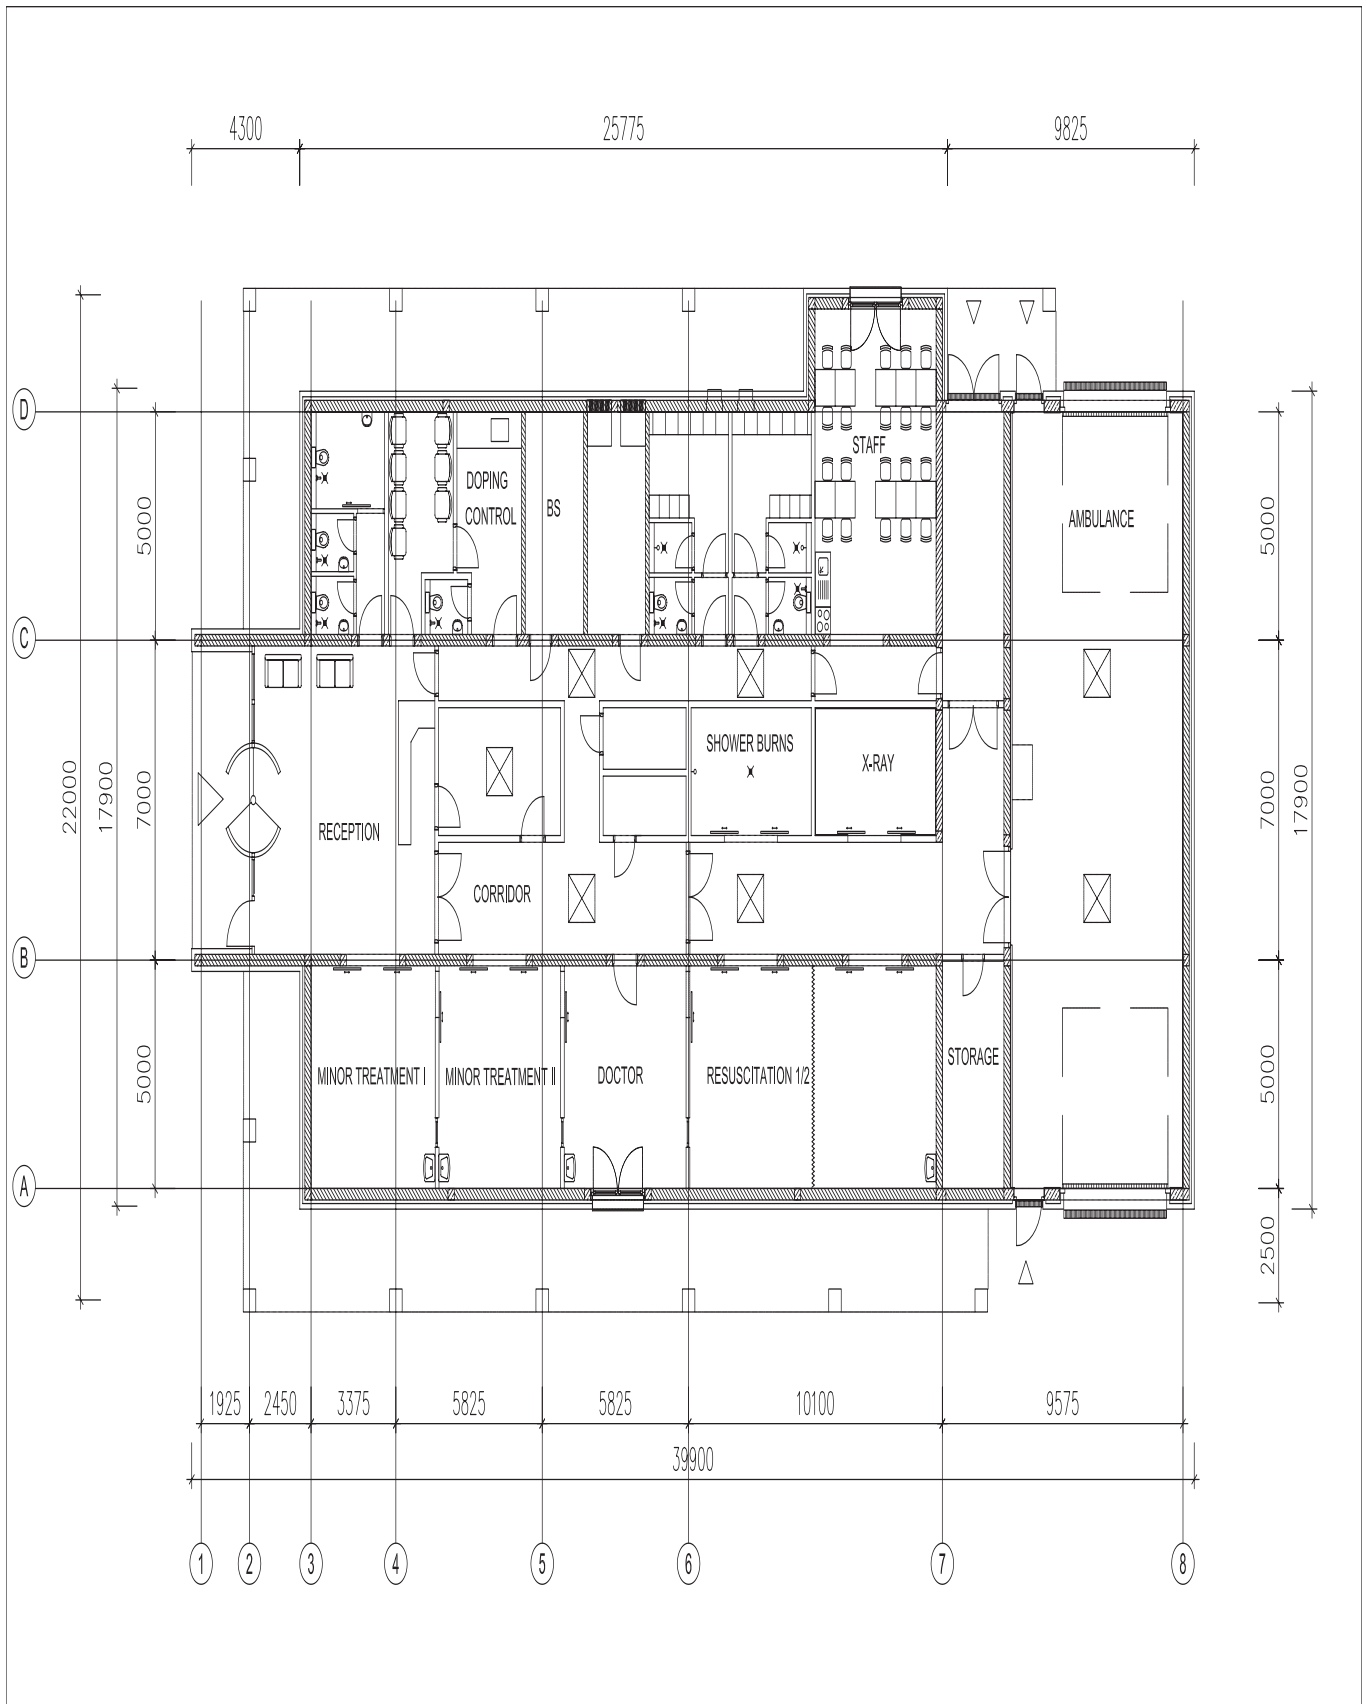 4300 25775 9825
D D
STAFF
DOPING
CONTROL
BS
AMBULANCE
5000 5000
C
SHOWER BURNS
X-RAY
22000 17900 7000 7000 17900
RECEPTION
CORRIDOR
B
MINOR TREATMENT I MINOR TREATMENT II DOCTOR RESUSCITATION 1/2 STORAGE
5000 5000
A
2500
1925 2450 3375 5825 5825 10100 9575
39900
1 2 3 4 5 6 7 8